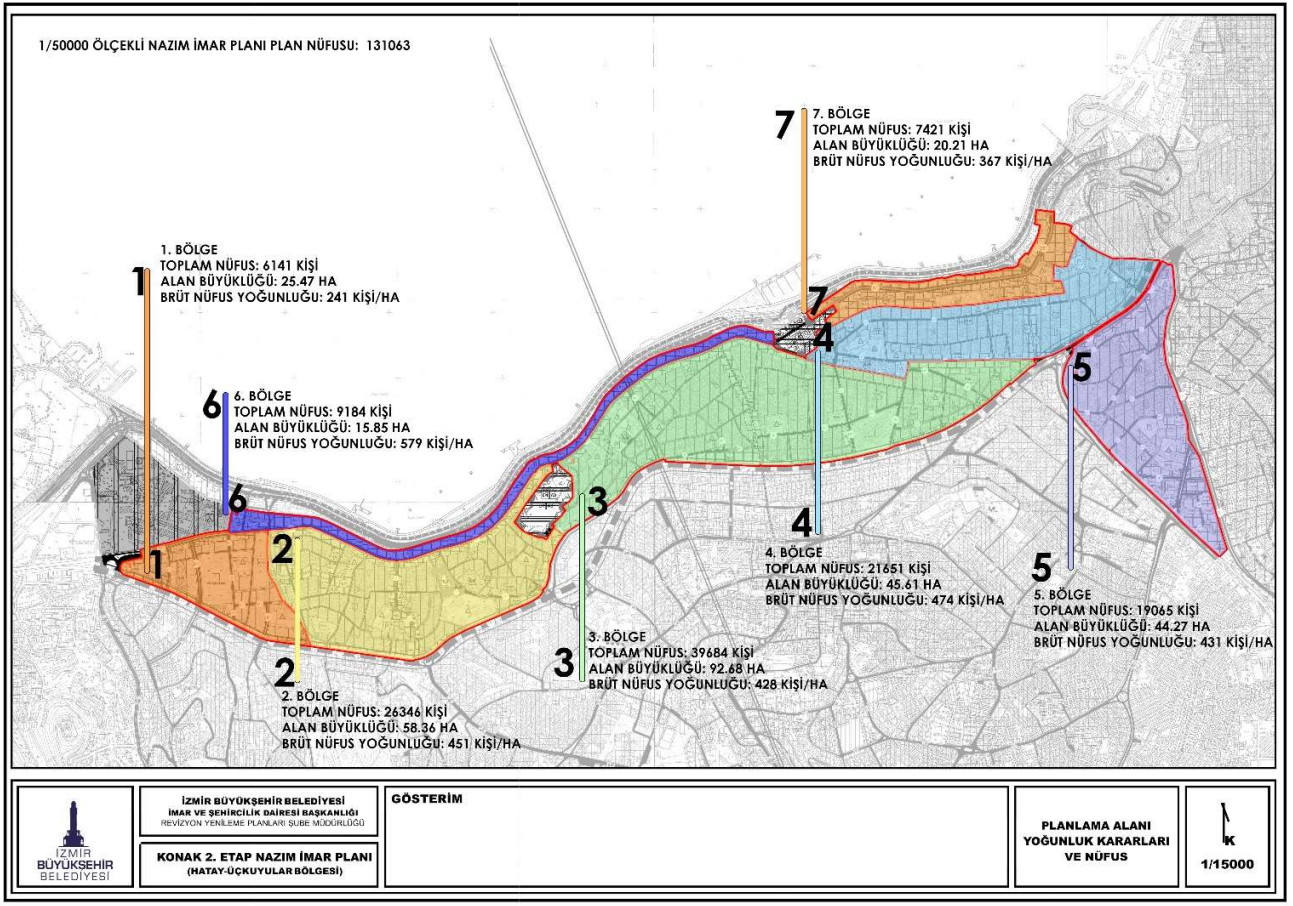 1/50000 ÖLÇEKLİ NAZIM İMAR PLANI PLAN NÜFUSU: 131063
7
7. BÖLGE
TOPLAM NÜFUS: 7421 KİŞİ
ALAN BÜYÜKLÜĞÜ: 20.21 HA
BRÜT NÜFUS YOĞUNLUĞU: 367 KİŞİ/HA
1
1. BÖLGE
TOPLAM NÜFUS: 6141 KİŞİ
ALAN BÜYÜKLÜĞÜ: 25.47 HA
BRÜT NÜFUS YOĞUNLUĞU: 241 KİŞİ/HA
7
4
5
6
6. BÖLGE
TOPLAM NÜFUS: 9184 KİŞİ
ALAN BÜYÜKLÜĞÜ: 15.85 HA
BRÜT NÜFUS YOĞUNLUĞU: 579 KİŞİ/HA
6
3
2
1
4
4. BÖLGE
TOPLAM NÜFUS: 21651 KİŞİ
ALAN BÜYÜKLÜĞÜ: 45.61 HA
BRÜT NÜFUS YOĞUNLUĞU: 474 KİŞİ/HA
5
5. BÖLGE
TOPLAM NÜFUS: 19065 KİŞİ
ALAN BÜYÜKLÜĞÜ: 44.27 HA
BRÜT NÜFUS YOĞUNLUĞU: 431 KİŞİ/HA
3
3. BÖLGE
TOPLAM NÜFUS: 39684 KİŞİ
ALAN BÜYÜKLÜĞÜ: 92.68 HA
BRÜT NÜFUS YOĞUNLUĞU: 428 KİŞİ/HA
2
2. BÖLGE
TOPLAM NÜFUS: 26346 KİŞİ
ALAN BÜYÜKLÜĞÜ: 58.36 HA
BRÜT NÜFUS YOĞUNLUĞU: 451 KİŞİ/HA
İZMİR
BÜYÜKŞEHİR
BELEDİYESİ
İZMİR BÜYÜKŞEHİR BELEDİYESİ
İMAR VE ŞEHİRCİLİK DAİRESİ BAŞKANLIĞI
REVİZYON YENİLEME PLANLARI ŞUBE MÜDÜRLÜĞÜ
KONAK 2. ETAP NAZIM İMAR PLANI
(HATAY-ÜÇKUYULAR BÖLGESİ)
GÖSTERİM
PLANLAMA ALANI
YOĞUNLUK KARARLARI
VE NÜFUS
K
1/15000